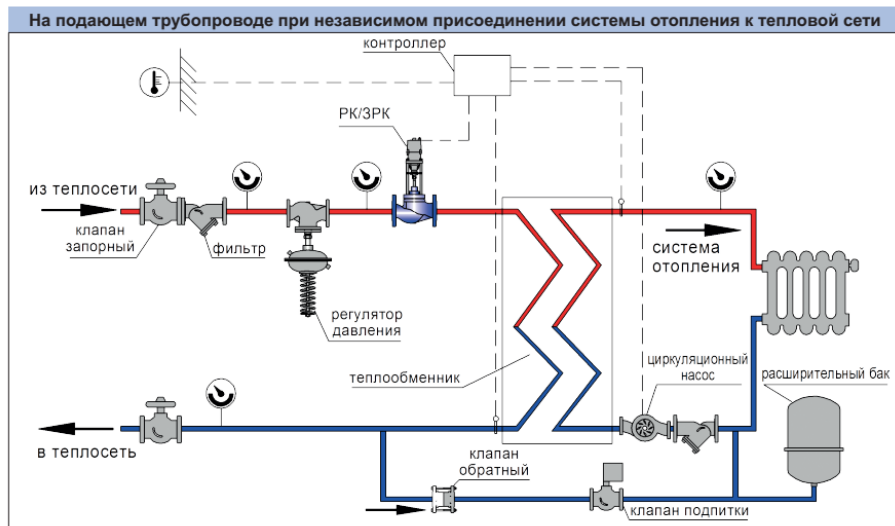 На подающем трубопроводе при независимом присоединении системы отопления к тепловой сети
контроллер
РК/ЗРК
из теплосети
клапан
запорный
фильтр
регулятор
давления
система
отопления
теплообменник
циркуляционный
насос
расширительный бак
в теплосеть
клапан
обратный
клапан подпитки